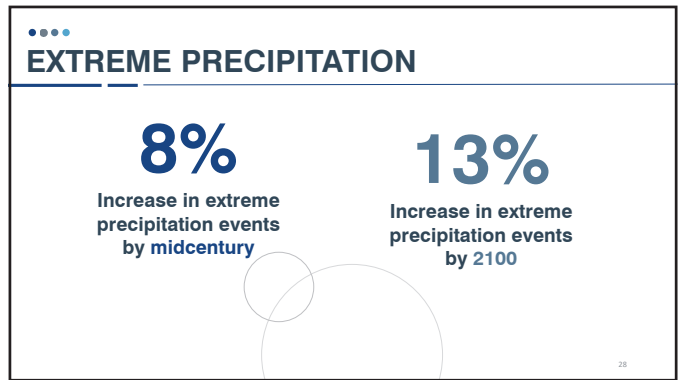 EXTREME PRECIPITATION
8%
Increase in extreme
precipitation events
by midcentury
13%
Increase in extreme
precipitation events
by 2100
28